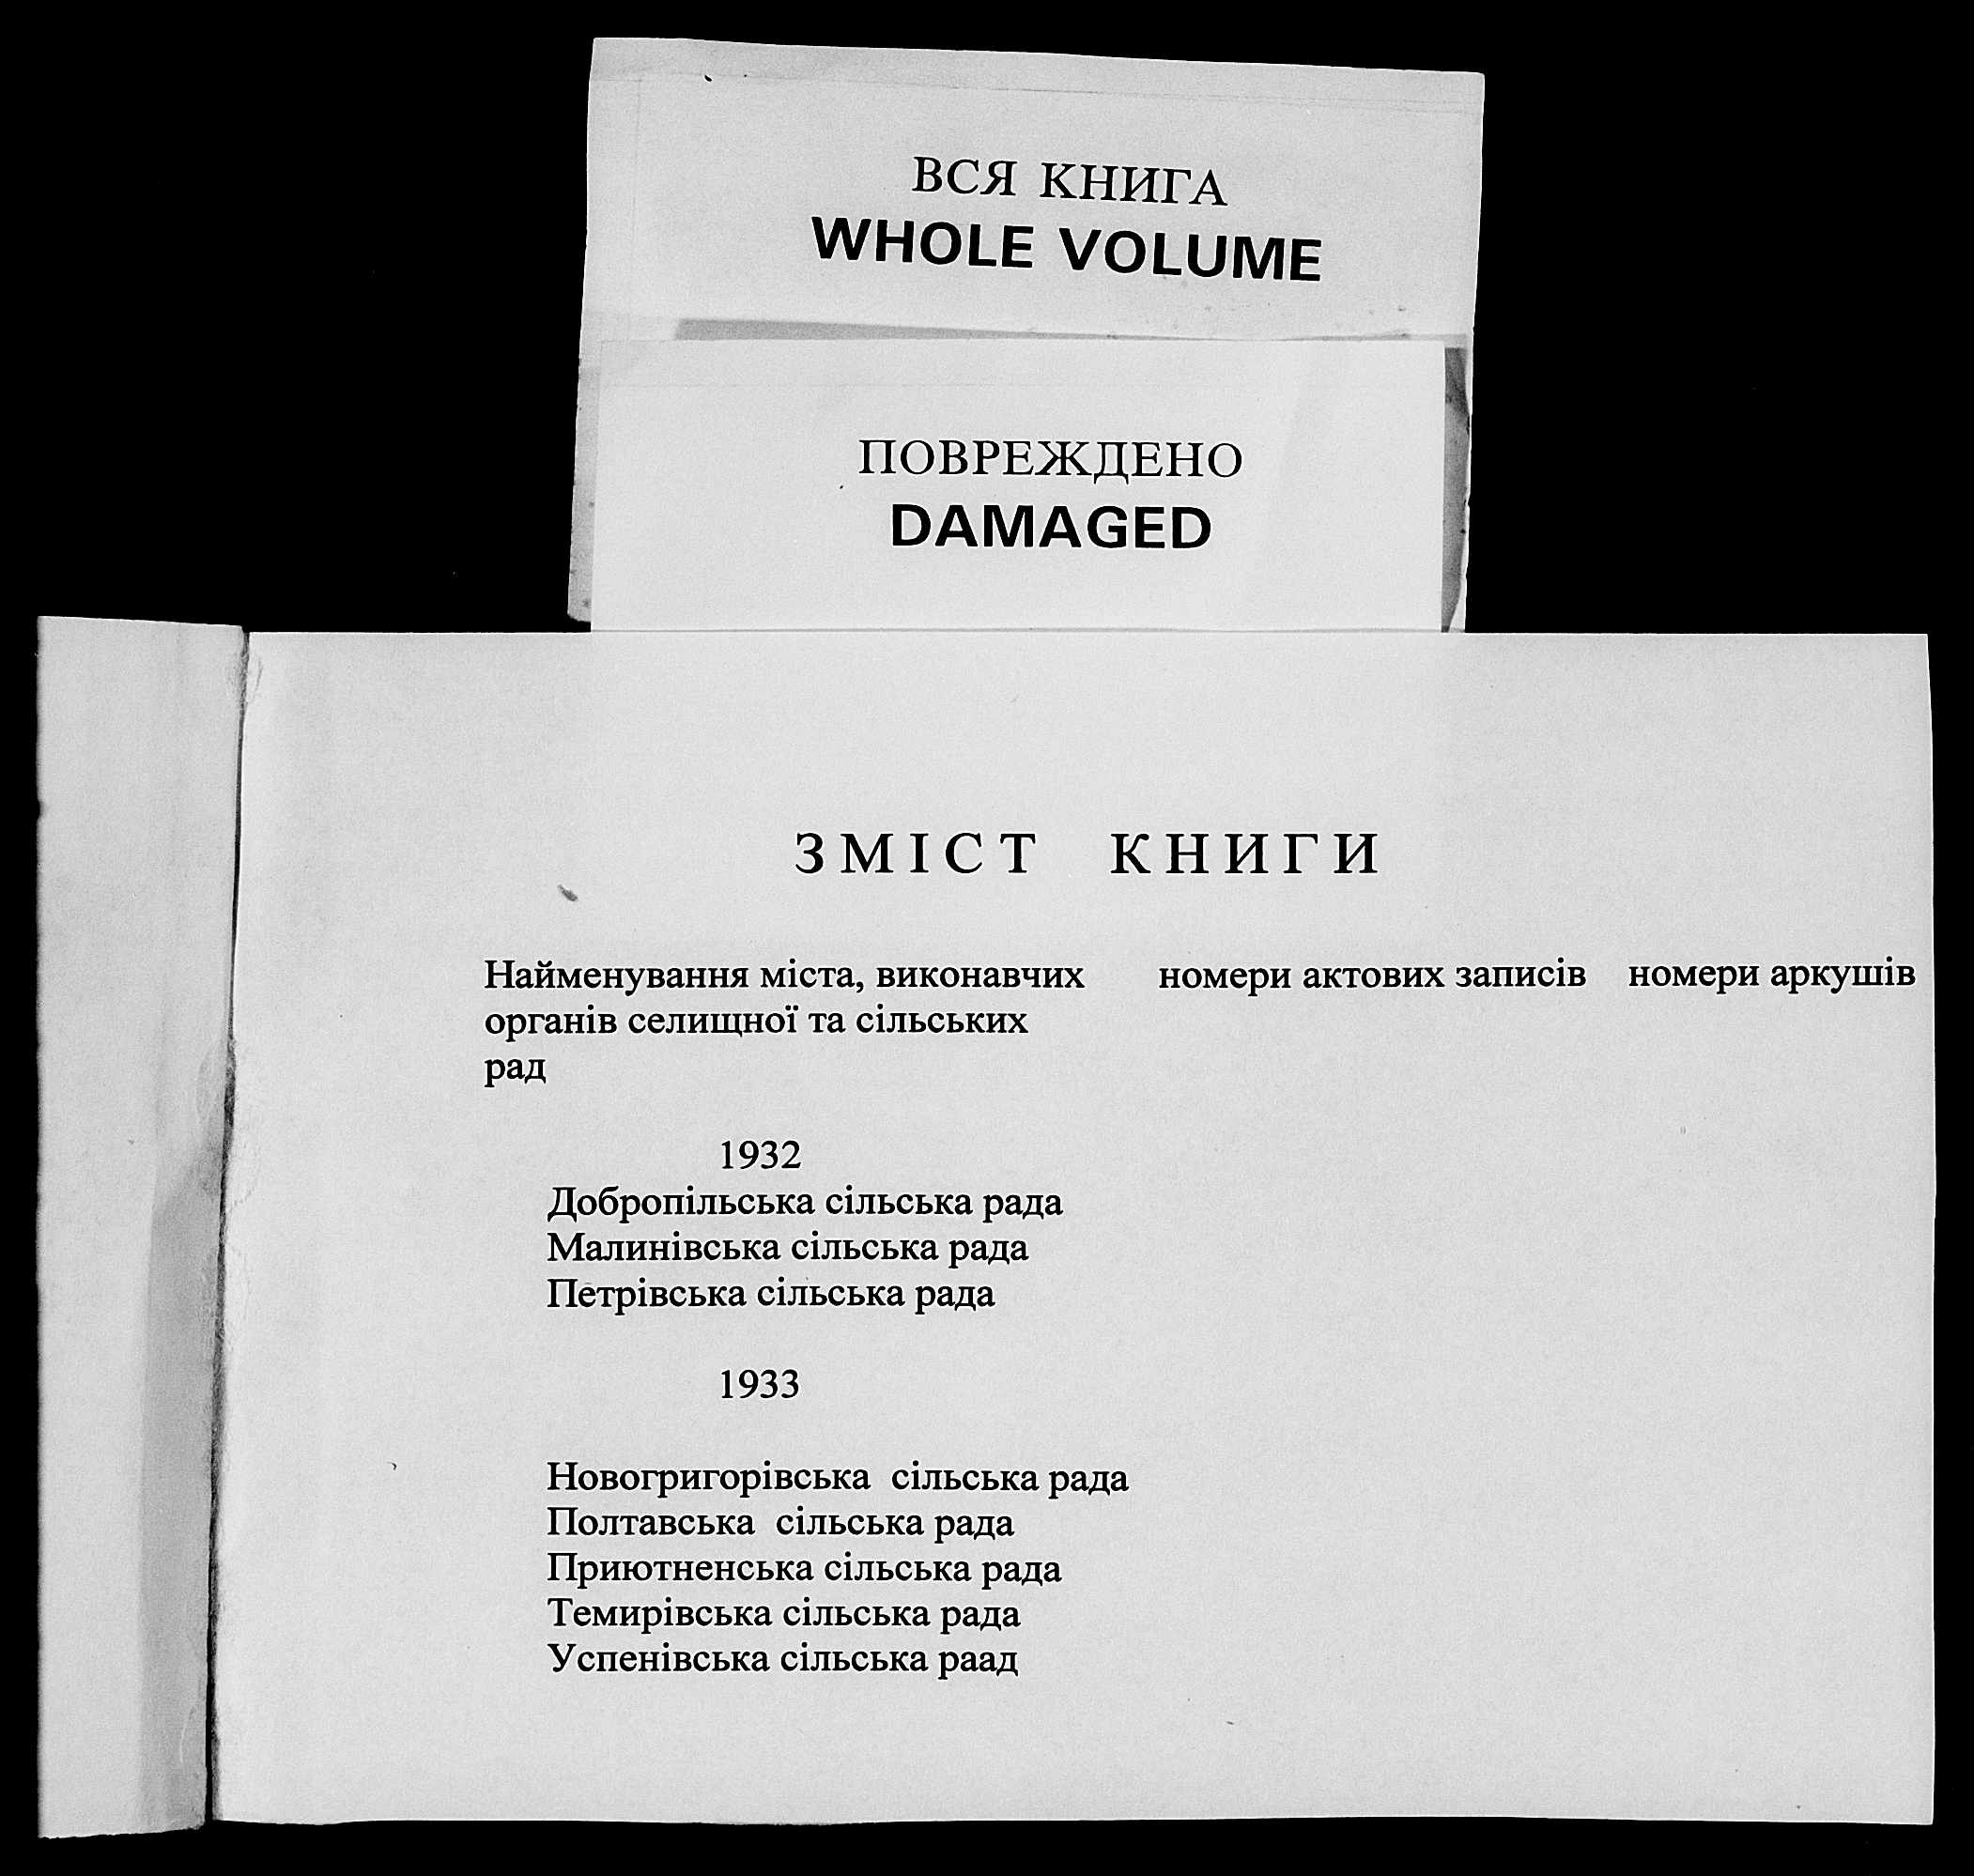 ВСЯ КНИГА
WHOLE VOLUME
ПОВРЕЖДЕНО
DAMAGED
ЗМІСТ КНИГИ
Найменування міста, виконавчих номери актових записів номери аркушів
органів селищної та сільських
рад
1932
Добропільська сільська рада
Малинівська сільська рада
Петрівська сільська рада
1933
Новогригорівська сільська рада
Полтавська сільська рада
Приютненська сільська рада
Темирівська сільська рада
Успенівська сільська раад